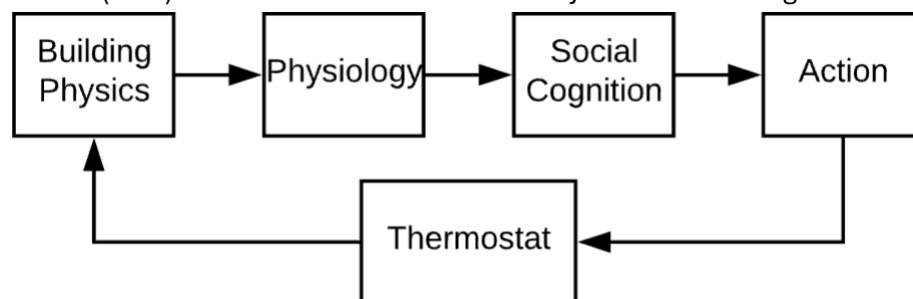 Building
Physics
Physiology
Social
Cognition
Action
Thermostat